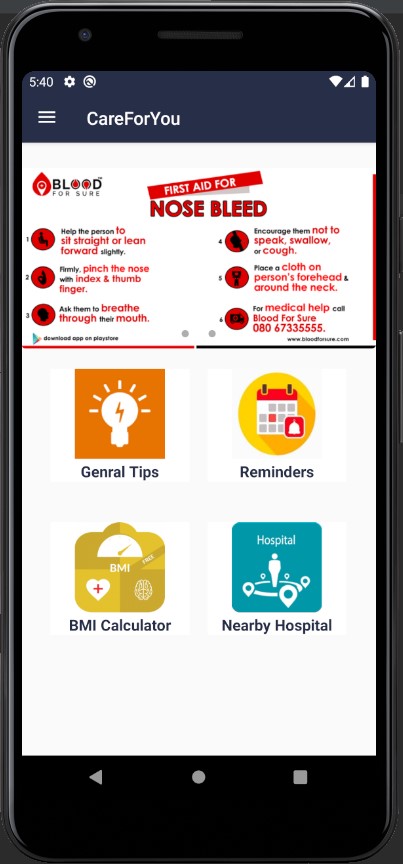 5:40
CareForYou
BLOOD™
FOR SURE
FIRST AID FOR
NOSE BLEED
1
Help the person to
sit straight or lean
forward slightly.
2
Firmly, pinch the nose
with index & thumb
finger.
3
Ask them to breathe
through their mouth.
4
Encourage them not to
speak, swallow,
or cough.
5
Place a cloth on
person's forehead &
around the neck.
6
For medical help call
Blood For Sure
080 67335555.
download app on playstore
www.bloodforsure.com
Genral Tips
Reminders
BMI
FREE
BMI Calculator
Hospital
Nearby Hospital